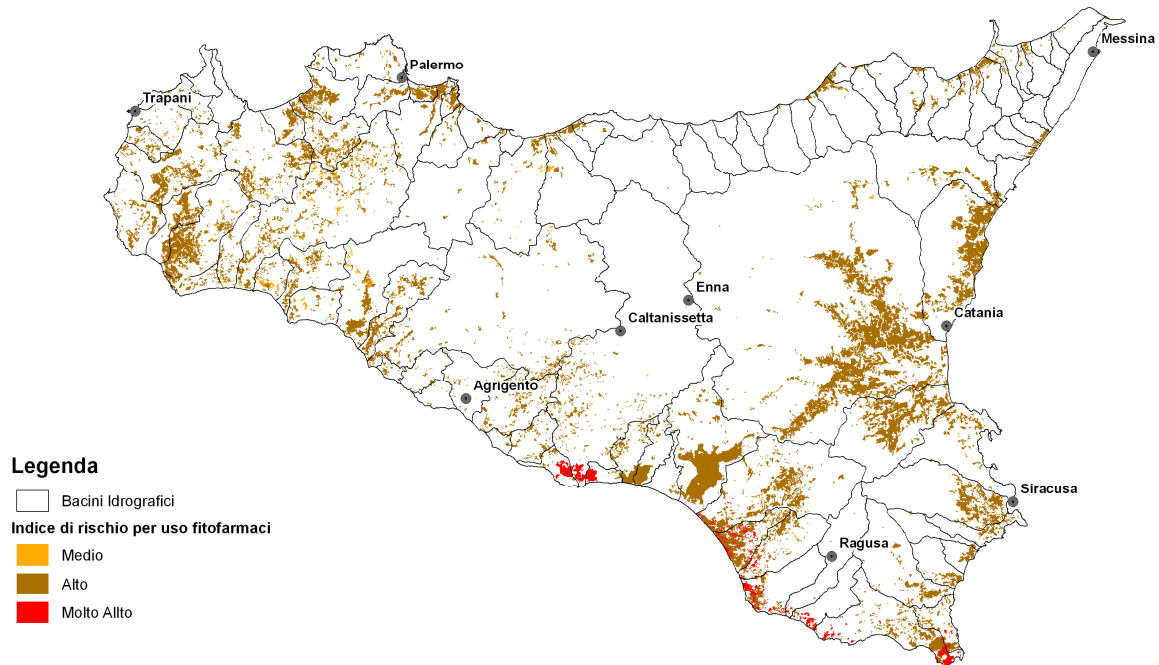 Messina
Palermo
Trapani
Enna
Caltanissetta
Catania
Agrigento
Siracusa
Ragusa
Legenda
Bacini Idrografici
Indice di rischio per uso fitofarmaci
Medio
Alto
Molto Allto